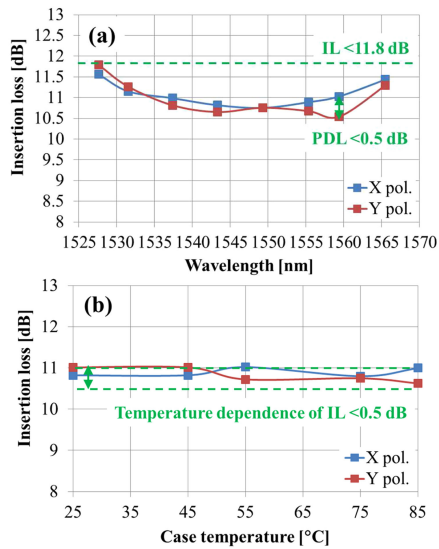 13
12.5
12
11.5
11
10.5
10
9.5
9
8.5
8
Insertion loss [dB]
(a)
IL <11.8 dB
PDL <0.5 dB
X pol.
Y pol.
1525 1530 1535 1540 1545 1550 1555 1560 1565 1570
Wavelength [nm]
13
12
11
10
9
8
Insertion loss [dB]
(b)
Temperature dependence of IL <0.5 dB
X pol.
Y pol.
25 35 45 55 65 75 85
Case temperature [°C]